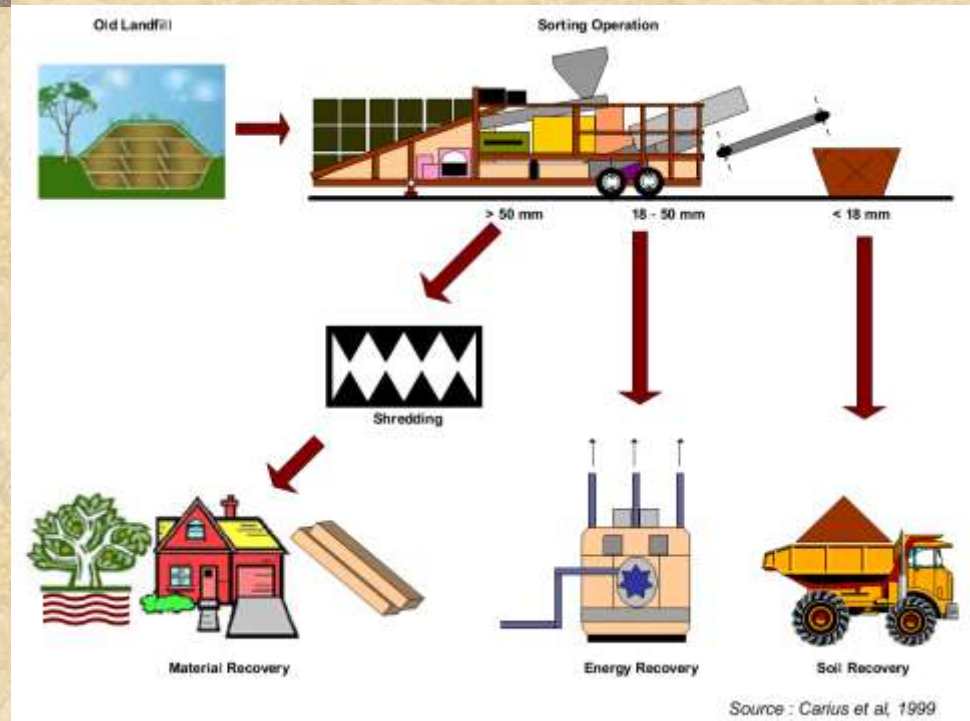 Old Landfill
Sorting Operation
> 50 mm
18 - 50 mm
< 18 mm
Shredding
Material Recovery
Energy Recovery
Soil Recovery
Source : Carius et al, 1999